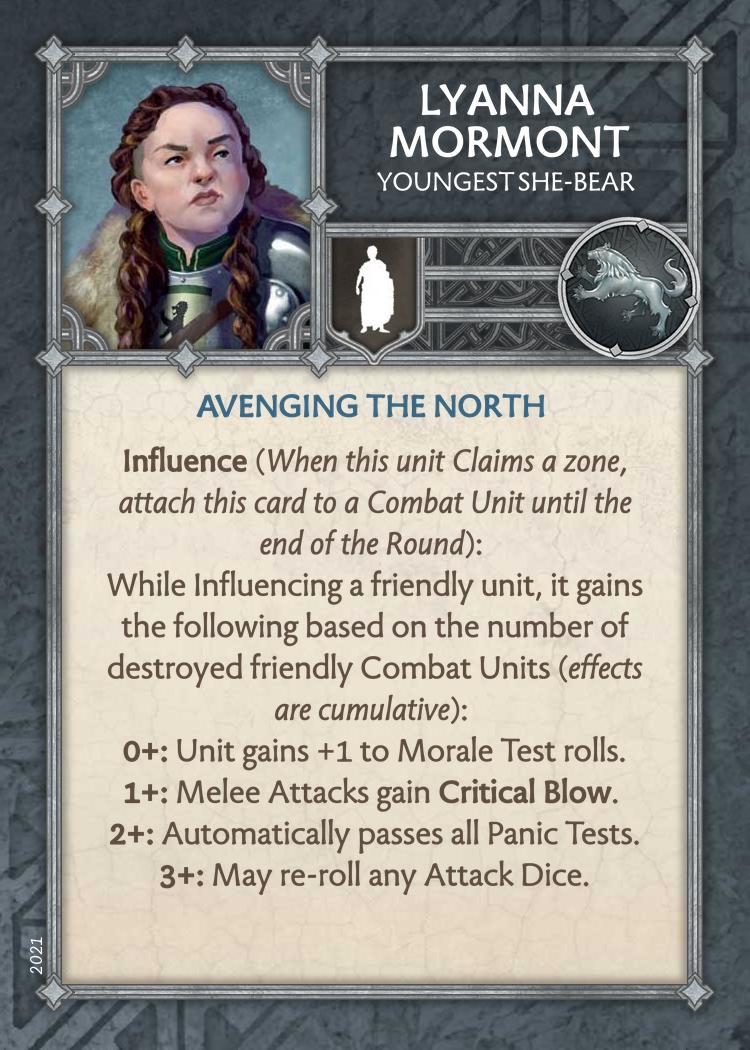 LYANNA
MORMONT
YOUNGEST SHE-BEAR
AVENGING THE NORTH
Influence (When this unit Claims a zone,
attach this card to a Combat Unit until the
end of the Round):
While Influencing a friendly unit, it gains
the following based on the number of
destroyed friendly Combat Units (effects
are cumulative):
0+: Unit gains +1 to Morale Test rolls.
1+: Melee Attacks gain Critical Blow.
2+: Automatically passes all Panic Tests.
3+: May re-roll any Attack Dice.
2021